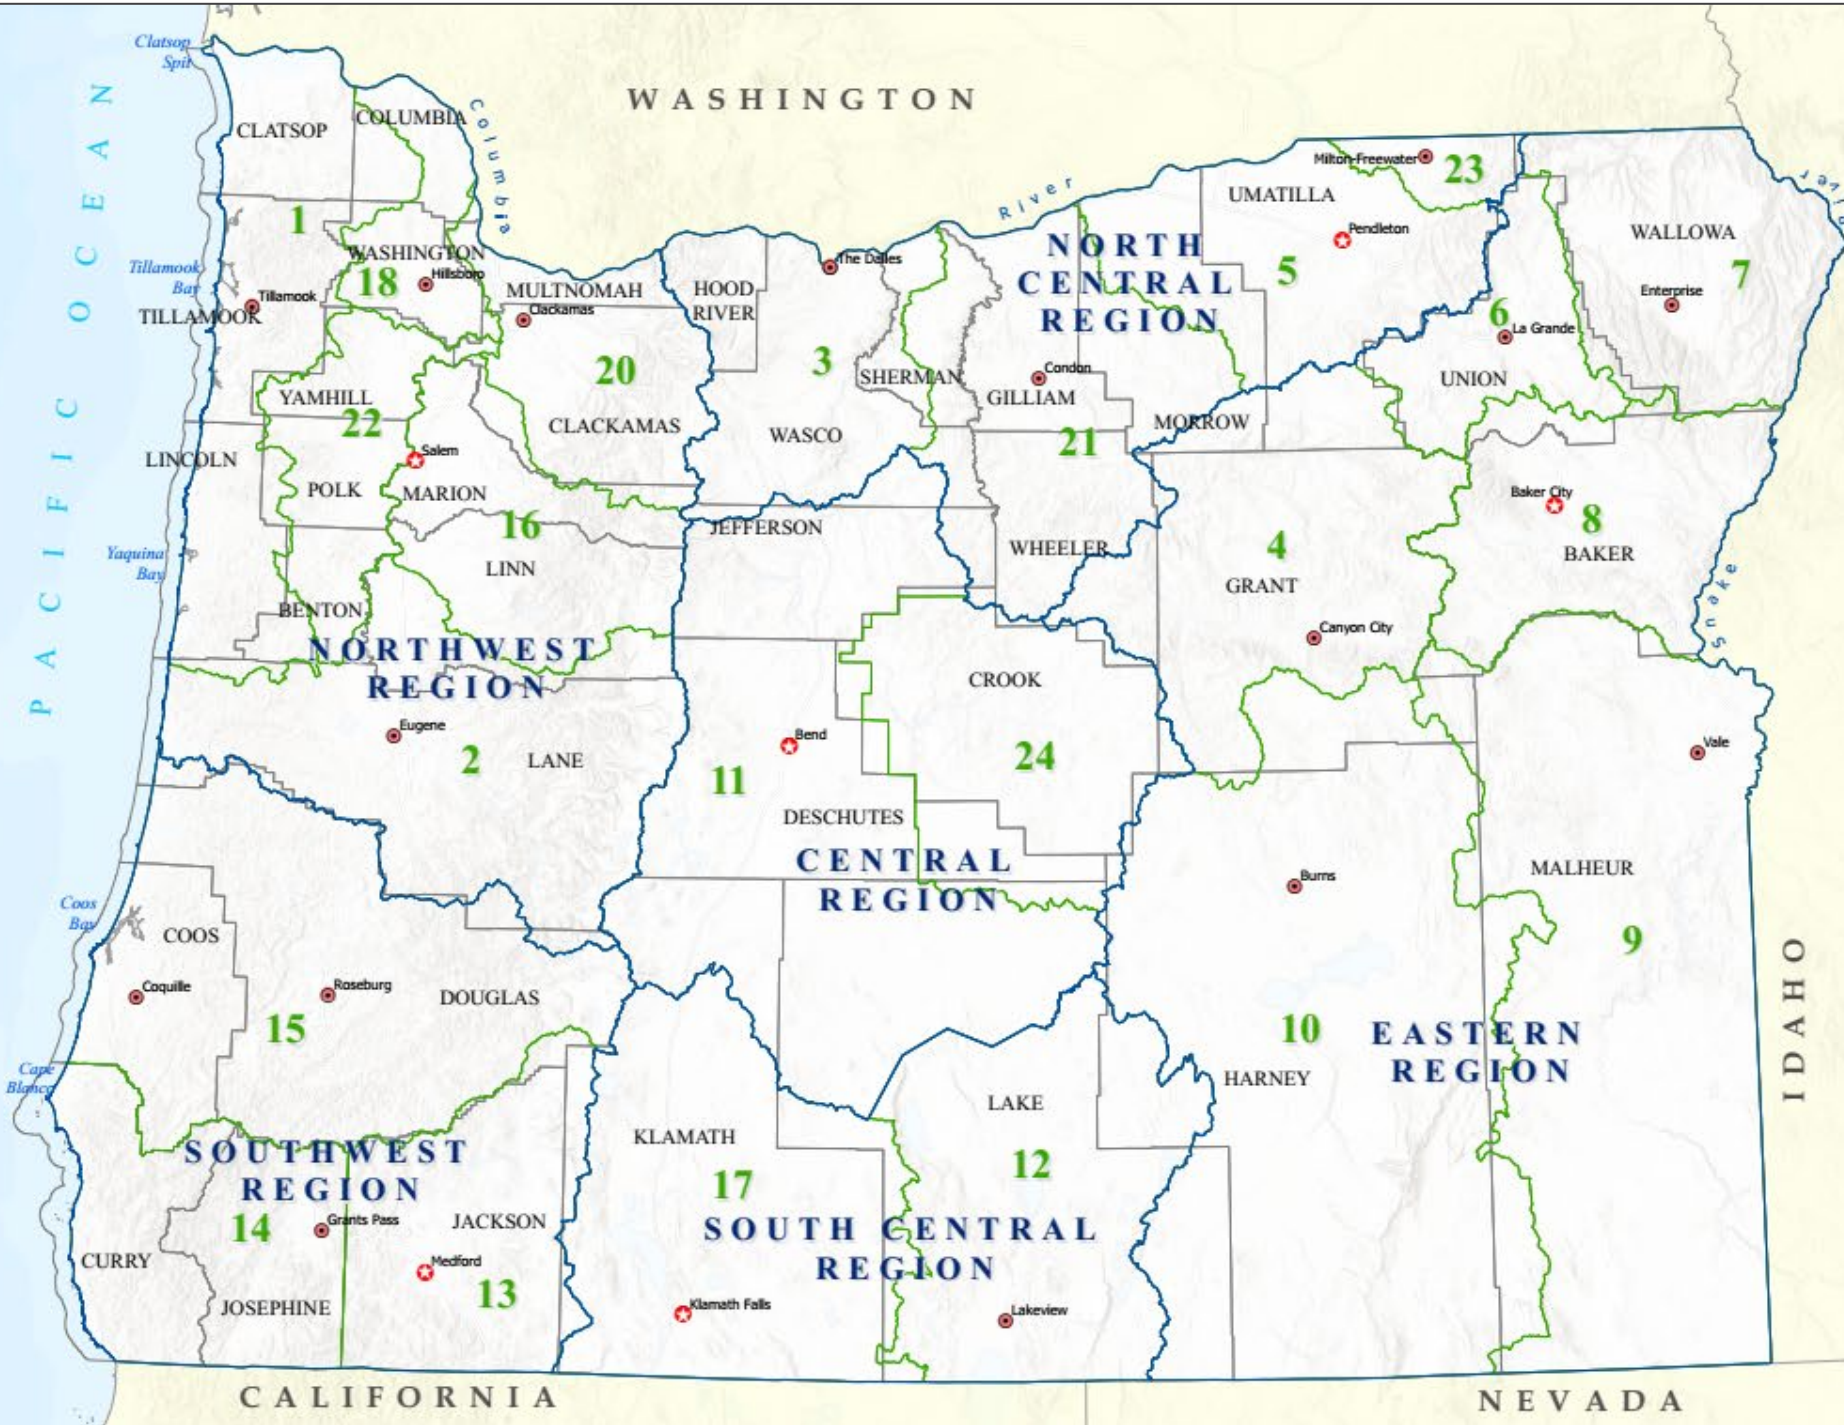 Clatsop
Spit
WASHINGTON
COLUMBIA
CLATSOP
Columbia
River
Milton-Freewater
23
UMATILLA
WALLOWA
1
Pendleton
NORTH
CENTRAL
REGION
WASHINGTON
Hillsboro
18
The Dalles
5
7
Tillamook
Bay
Tillamook
TILLAMOOK
MULTNOMAH
Clackamas
HOOD
RIVER
Enterprise
6
La Grande
PACIFIC OCEAN
20
3
SHERMAN
Condon
GILLIAM
UNION
YAMHILL
22
CLACKAMAS
WASCO
MORROW
21
Salem
LINCOLN
POLK
MARION
16
JEFFERSON
Baker City
8
BAKER
Yaquina
Bay
LINN
WHEELER
4
GRANT
BENTON
Canyon City
Snake
NORTHWEST
REGION
CROOK
Eugene
2
LANE
Bend
11
24
Vale
DESCHUTES
CENTRAL
REGION
MALHEUR
Burns
Coos
Bay
COOS
9
Coquille
Roseburg
DOUGLAS
15
10
EASTERN
REGION
IDAHO
Cape
Blanco
HARNEY
LAKE
KLAMATH
SOUTHWEST
REGION
17
12
14
Grants Pass
JACKSON
SOUTH CENTRAL
REGION
CURRY
Medford
13
JOSEPHINE
Klamath Falls
Lakeview
CALIFORNIA
NEVADA